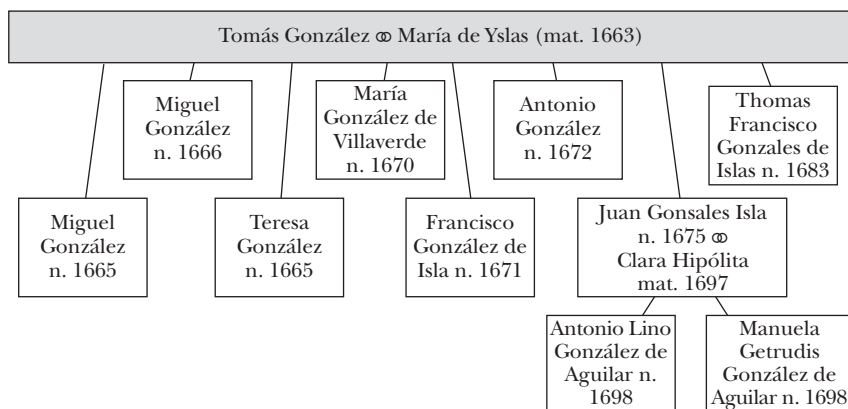 Tomás González ⚭ María de Yslas (mat. 1663)
Miguel
González
n. 1666
María
González de
Villaverde
n. 1670
Antonio
González
n. 1672
Thomas
Francisco
Gonzales de
Islas n. 1683
Miguel
González
n. 1665
Teresa
González
n. 1665
Francisco
González de
Isla n. 1671
Juan Gonsales Isla
n. 1675 ⚭
Clara Hipólita
mat. 1697
Antonio Lino
González de
Aguilar n.
1698
Manuela
Getrudis
González de
Aguilar n. 1698